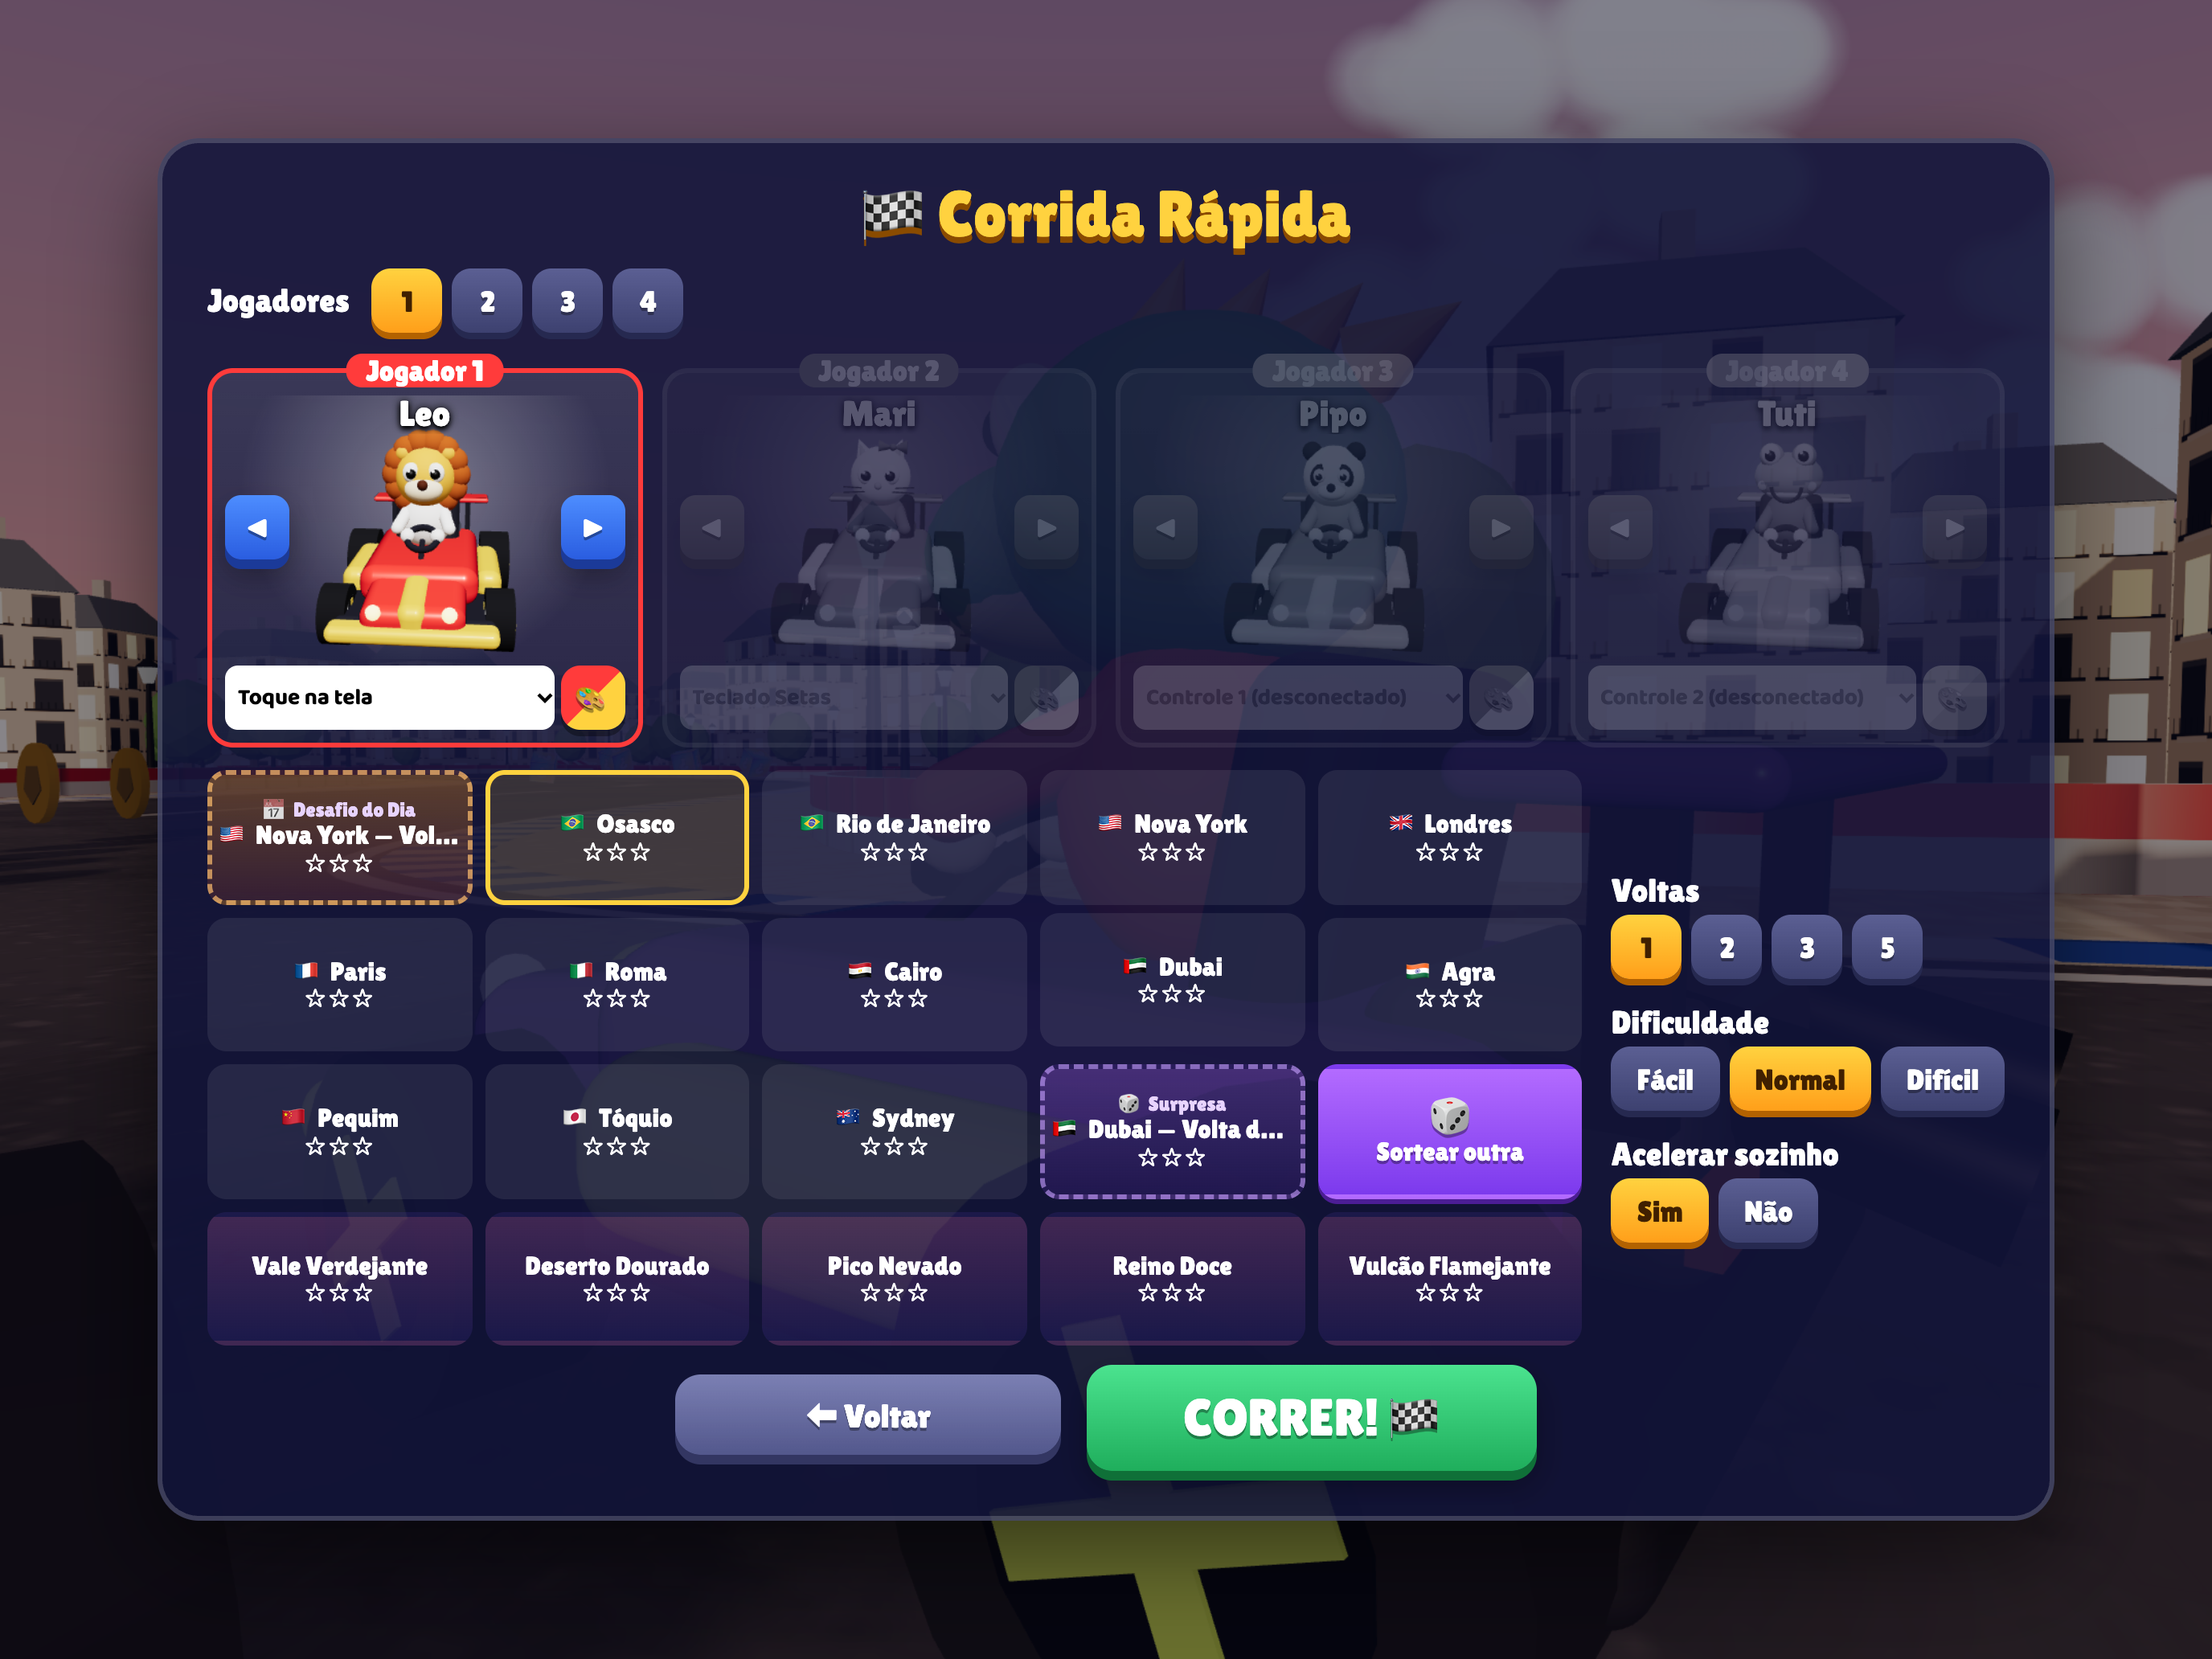 Corrida Rápida
Jogadores 1 2 3 4
Jogador 1
Leo
Toque na tela
Jogador 2
Mari
Teclado Setas
Jogador 3
Pipo
Controle 1 (desconectado)
Jogador 4
Tuti
Controle 2 (desconectado)
17 Desafio do Dia
Nova York – Vol...
Osasco
Rio de Janeiro
Nova York
Londres
Paris
Roma
Cairo
Dubai
Agra
Pequim
Tóquio
Sydney
Surpresa
Dubai – Volta d...
Sortear outra
Vale Verdejante
Deserto Dourado
Pico Nevado
Reino Doce
Vulcão Flamejante
Voltas
1 2 3 5
Dificuldade
Fácil Normal Difícil
Acelerar sozinho
Sim Não
Voltar
CORRER!